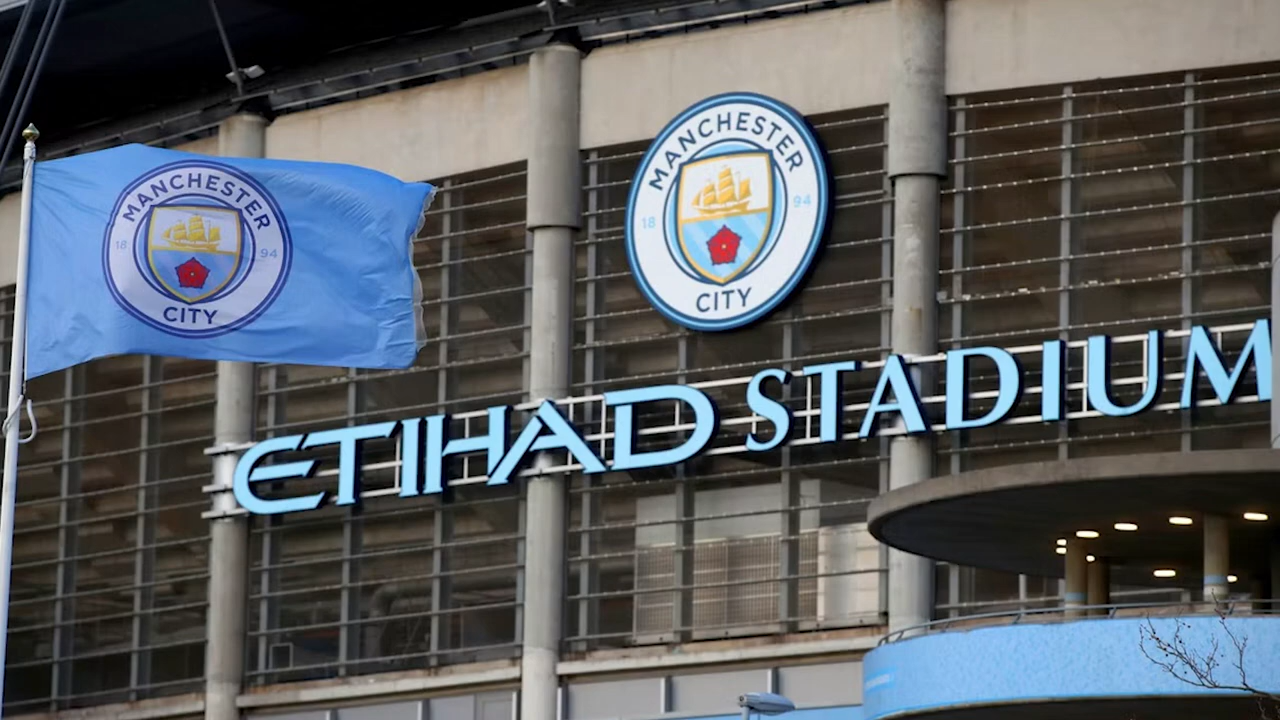 MANCHESTER
18 94
CITY
MANCHESTER
18 94
CITY
ETIHAD STADIUM